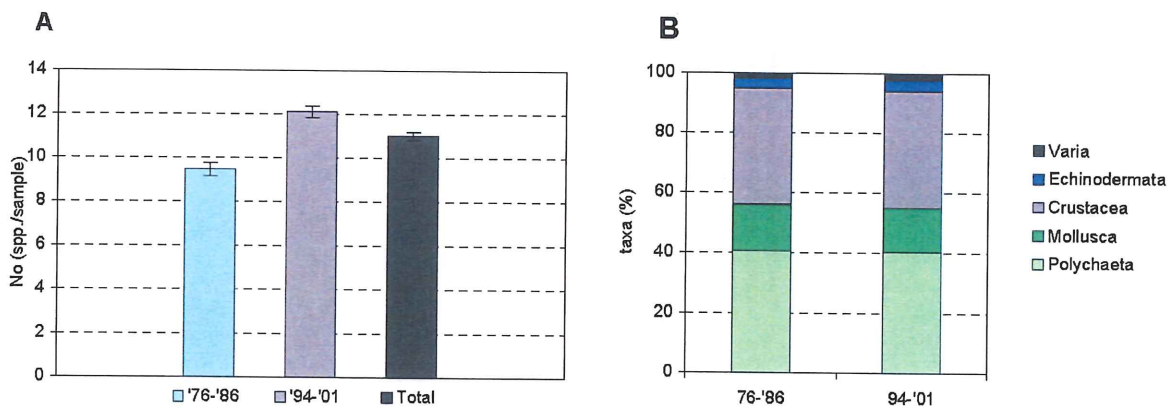 A
No (spp./sample)
14
12
10
8
6
4
2
0
'76-'86 '94-'01 Total
B
taxa (%)
100
80
60
40
20
0
76-'86 94-'01
Varia
Echinodermata
Crustacea
Mollusca
Polychaeta